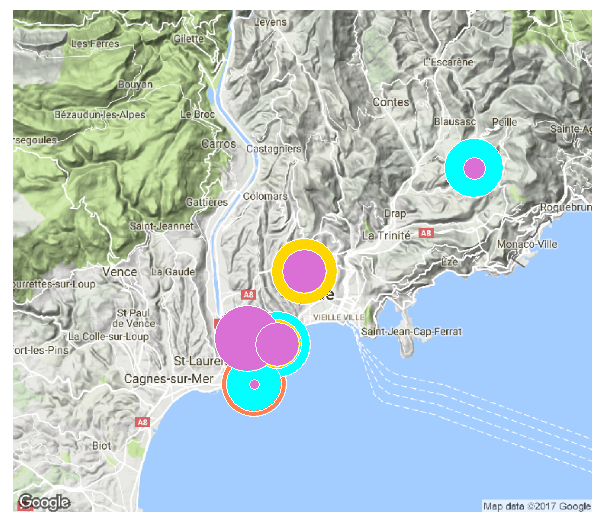 Leyens
Gilette
Les Ferres
L'Escarène
Bouyon
Contes
Bézaudun-les-Alpes
Le Broc
Blausasc
Peille
Sainte-Ag
rsegoules
Carros
Castagniers
Colomars
Gattières
Roquebrun
Drap
Saint-Jeannet
A8
La Trinité
Monaco-Ville
Èze
Vence
La Gaude
ourrettes-sur-Loup
A8
St Paul
de Vence
VIEILLE VILLE
La Colle-sur-Loup
Saint-Jean-Cap-Ferrat
ort-les-Pins
St-Lauren
Cagnes-sur-Mer
A8
Biot
Google
Map data ©2017 Google